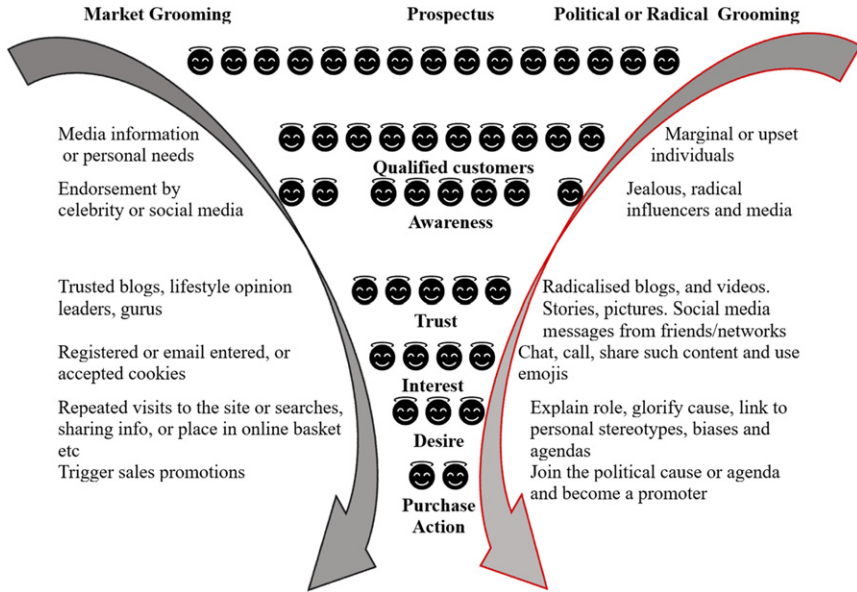 Market Grooming
Prospectus
Political or Radical Grooming
Media information
or personal needs
Marginal or upset
individuals
Qualified customers
Endorsement by
celebrity or social media
Jealous, radical
influencers and media
Awareness
Trusted blogs, lifestyle opinion
leaders, gurus
Radicalised blogs, and videos.
Stories, pictures. Social media
messages from friends/networks
Trust
Registered or email entered, or
accepted cookies
Chat, call, share such content and use
emojis
Interest
Repeated visits to the site or searches,
sharing info, or place in online basket
etc
Explain role, glorify cause, link to
personal stereotypes, biases and
agendas
Desire
Trigger sales promotions
Join the political cause or agenda
and become a promoter
Purchase
Action